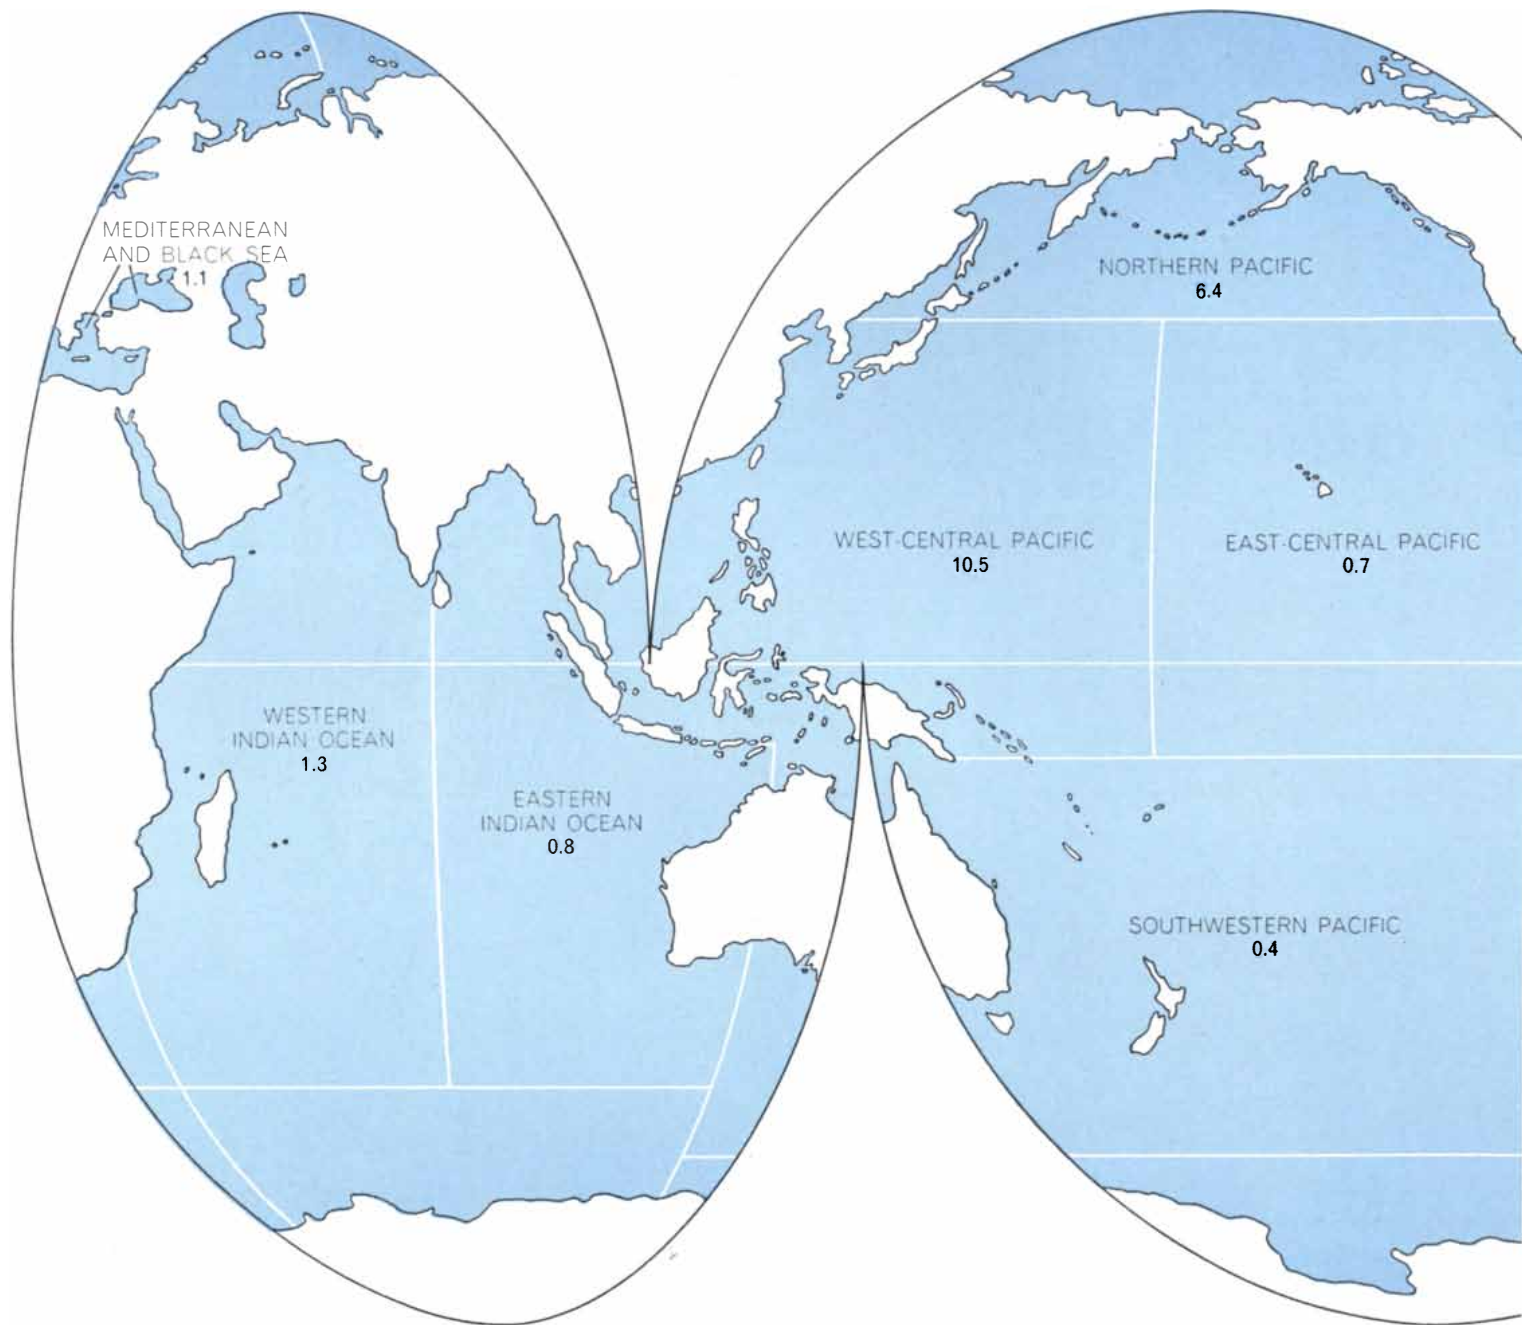 MEDITERRANEAN
AND BLACK SEA
1.1
NORTHERN PACIFIC
6.4
WEST-CENTRAL PACIFIC
10.5
EAST-CENTRAL PACIFIC
0.7
WESTERN
INDIAN OCEAN
1.3
EASTERN
INDIAN OCEAN
0.8
SOUTHWESTERN PACIFIC
0.4